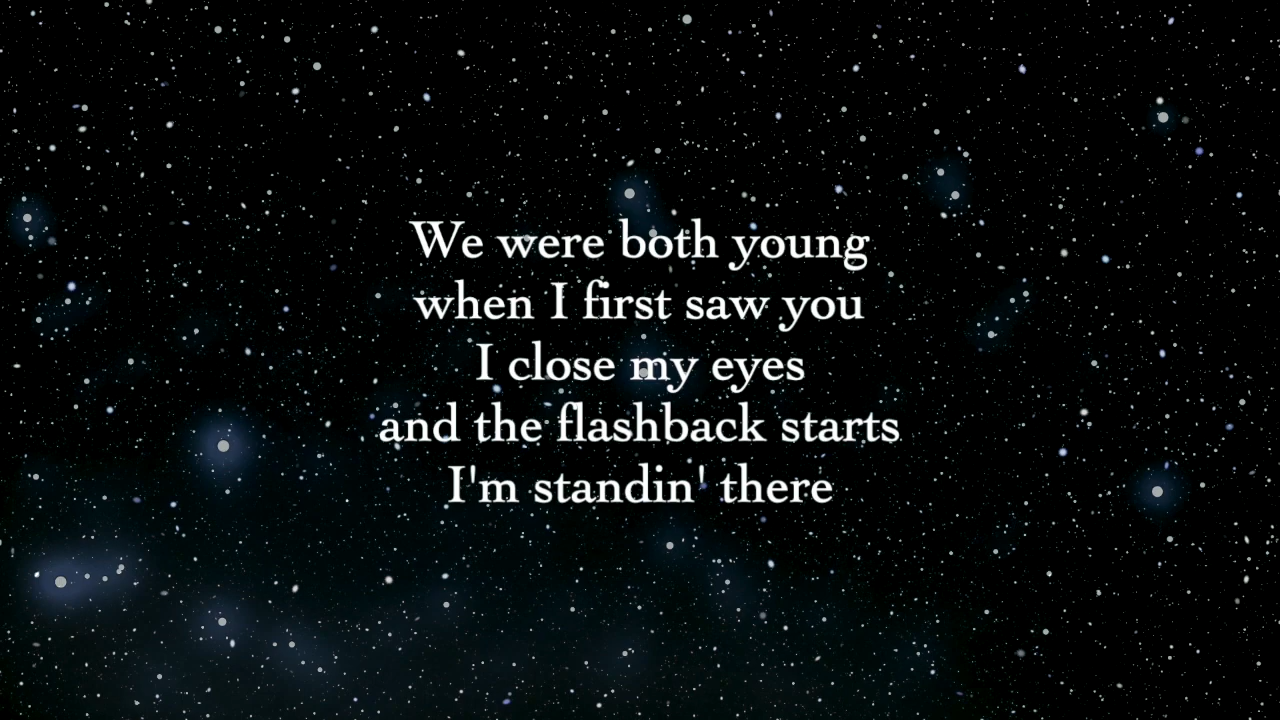 We were both young
when I first saw you
I close my eyes
and the flashback starts
I'm standin' there